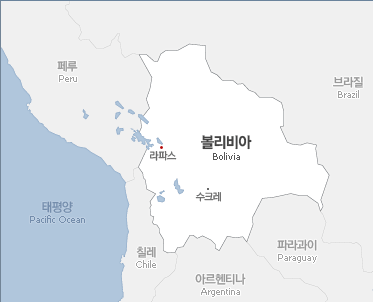 페루
Peru
브라질
Brazil
볼리비아
Bolivia
라파스
수크레
태평양
Pacific Ocean
칠레
Chile
파라과이
Paraguay
아르헨티나
Argentina